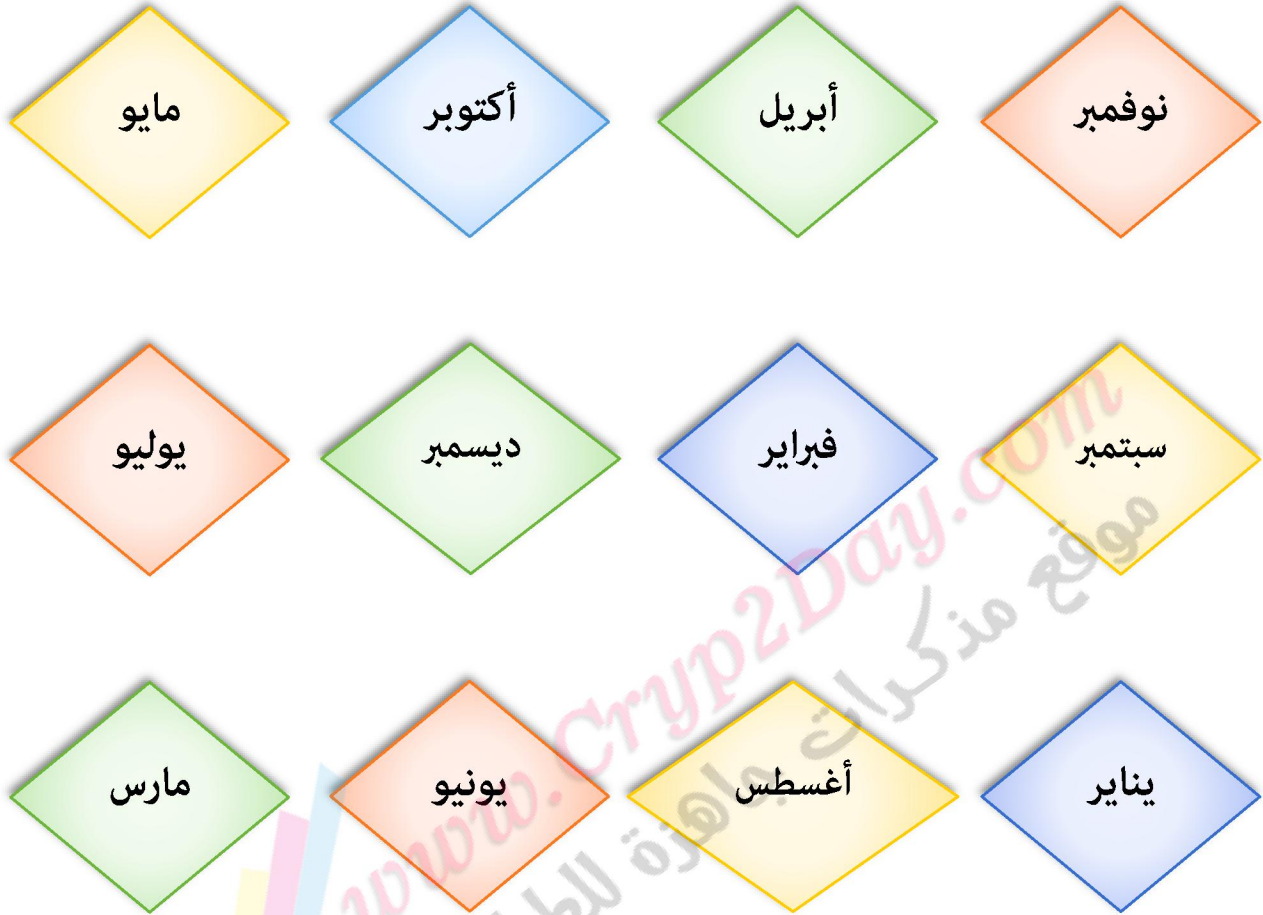 نوفمبر
أبريل
أكتوبر
مايو
سبتمبر
فبراير
ديسمبر
يوليو
يناير
أغسطس
يونيو
مارس
www.Cryp2Day.com
موقع مذكرات جاهزة